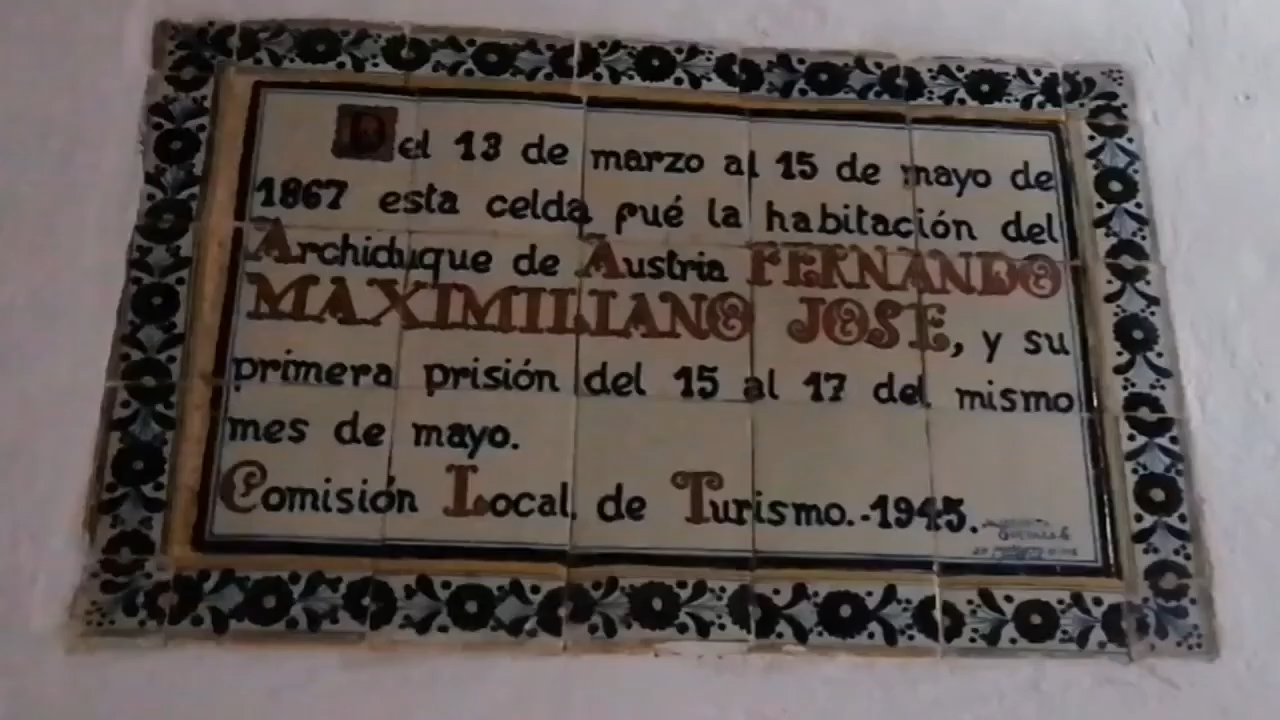 Del 13 de marzo al 15 de mayo de
1867 esta celda fué la habitación del
Archiduque de Austria FERNANDO
MAXIMILIANO JOSE, y su
primera prisión del 15 al 17 del mismo
mes de mayo.
Comisión Local de Turismo.-1945.